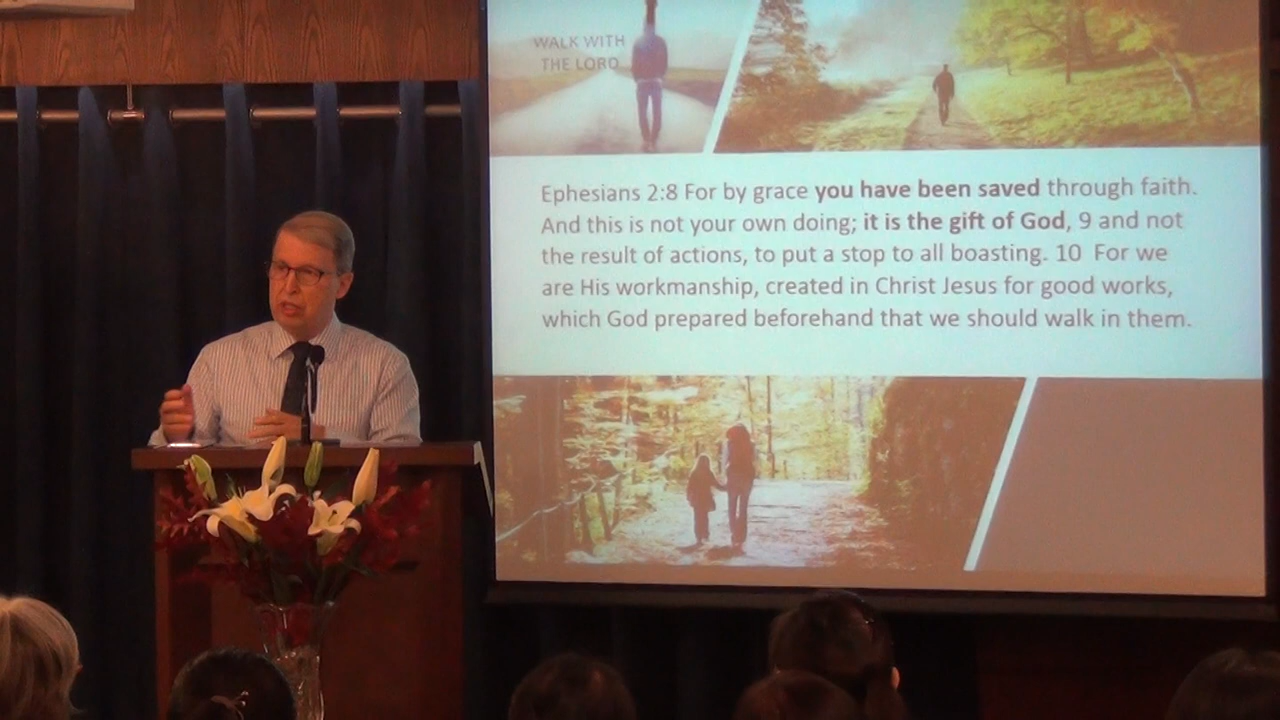 WALK WITH
THE LORD
Ephesians 2:8 For by grace you have been saved through faith.
And this is not your own doing; it is the gift of God, 9 and not
the result of actions, to put a stop to all boasting. 10 For we
are His workmanship, created in Christ Jesus for good works,
which God prepared beforehand that we should walk in them.